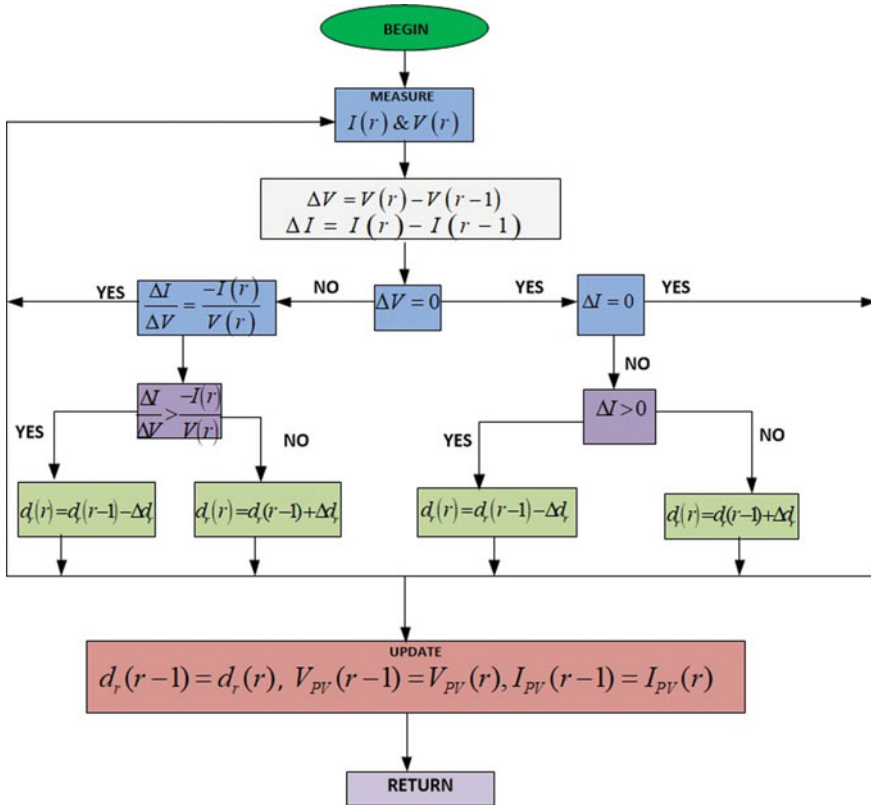 BEGIN
MEASURE
I(r) & V(r)
ΔV = V(r) − V(r−1)
ΔI = I(r) − I(r−1)
YES
ΔI/ΔV = −I(r)/V(r)
NO
ΔV = 0
YES
ΔI = 0
YES
NO
ΔI/ΔV > −I(r)/V(r)
ΔI > 0
YES
NO
YES
NO
d_r(r) = d_r(r−1) − Δd_r
d_r(r) = d_r(r−1) + Δd_r
d_r(r) = d_r(r−1) − Δd_r
d_r(r) = d_r(r−1) + Δd_r
UPDATE
d_r(r−1) = d_r(r), V_PV(r−1) = V_PV(r), I_PV(r−1) = I_PV(r)
RETURN